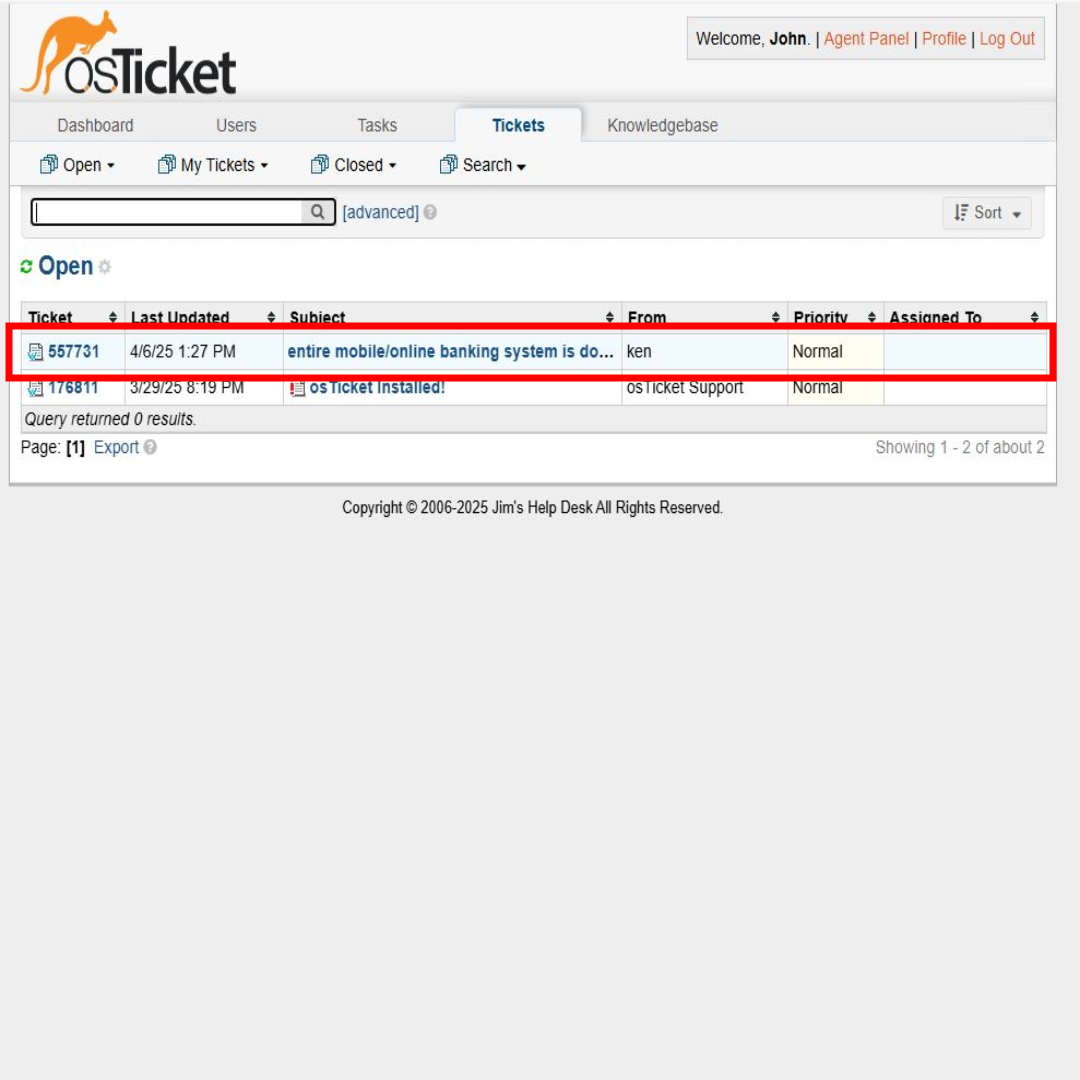 osTicket
Welcome, John. | Agent Panel | Profile | Log Out
Dashboard Users Tasks Tickets Knowledgebase
Open My Tickets Closed Search
[advanced] Sort
Open
Ticket Last Updated Subject From Priority Assigned To
557731 4/6/25 1:27 PM entire mobile/online banking system is do... ken Normal
176811 3/29/25 8:19 PM osTicket Installed! osTicket Support Normal
Query returned 0 results.
Page: [1] Export Showing 1 - 2 of about 2
Copyright © 2006-2025 Jim's Help Desk All Rights Reserved.